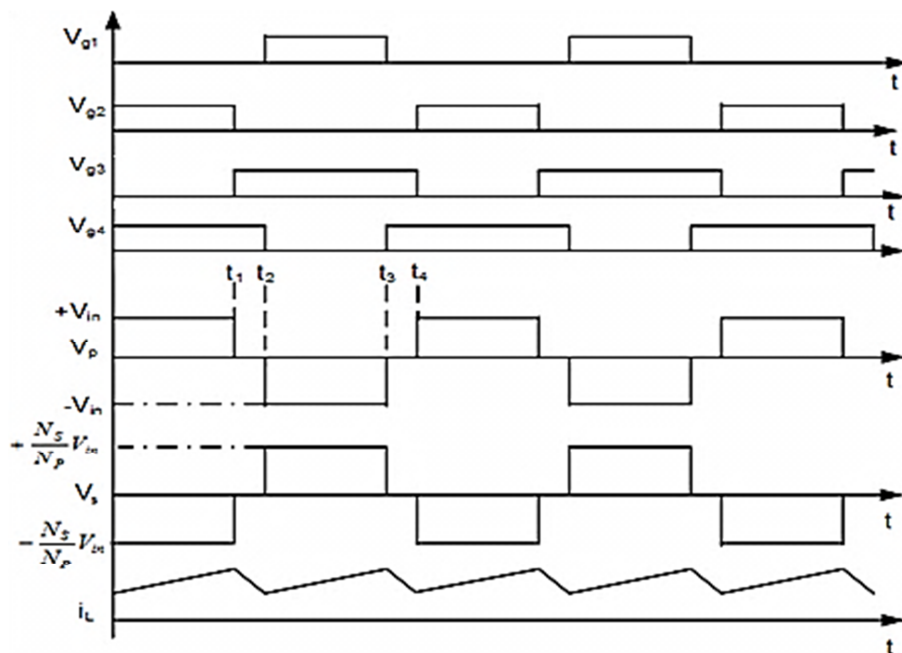 Vg1
t
Vg2
t
Vg3
t
Vg4
t1 t2 t3 t4
+Vin
Vp
t
-Vin
+ NS/NP Vin
Vs
t
- NS/NP Vin
iL
t